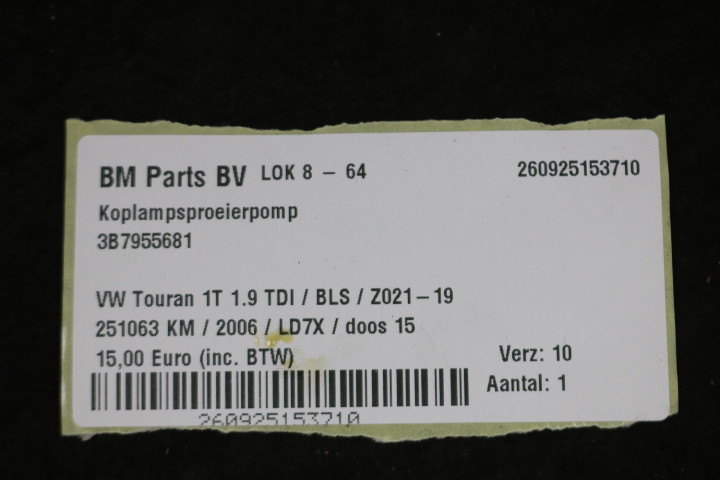 BM Parts BV LOK 8 - 64 260925153710
Koplampsproeierpomp
3B7955681
VW Touran 1T 1.9 TDI / BLS / Z021-19
251063 KM / 2006 / LD7X / doos 15
15,00 Euro (inc. BTW) Verz: 10
Aantal: 1
260925153710